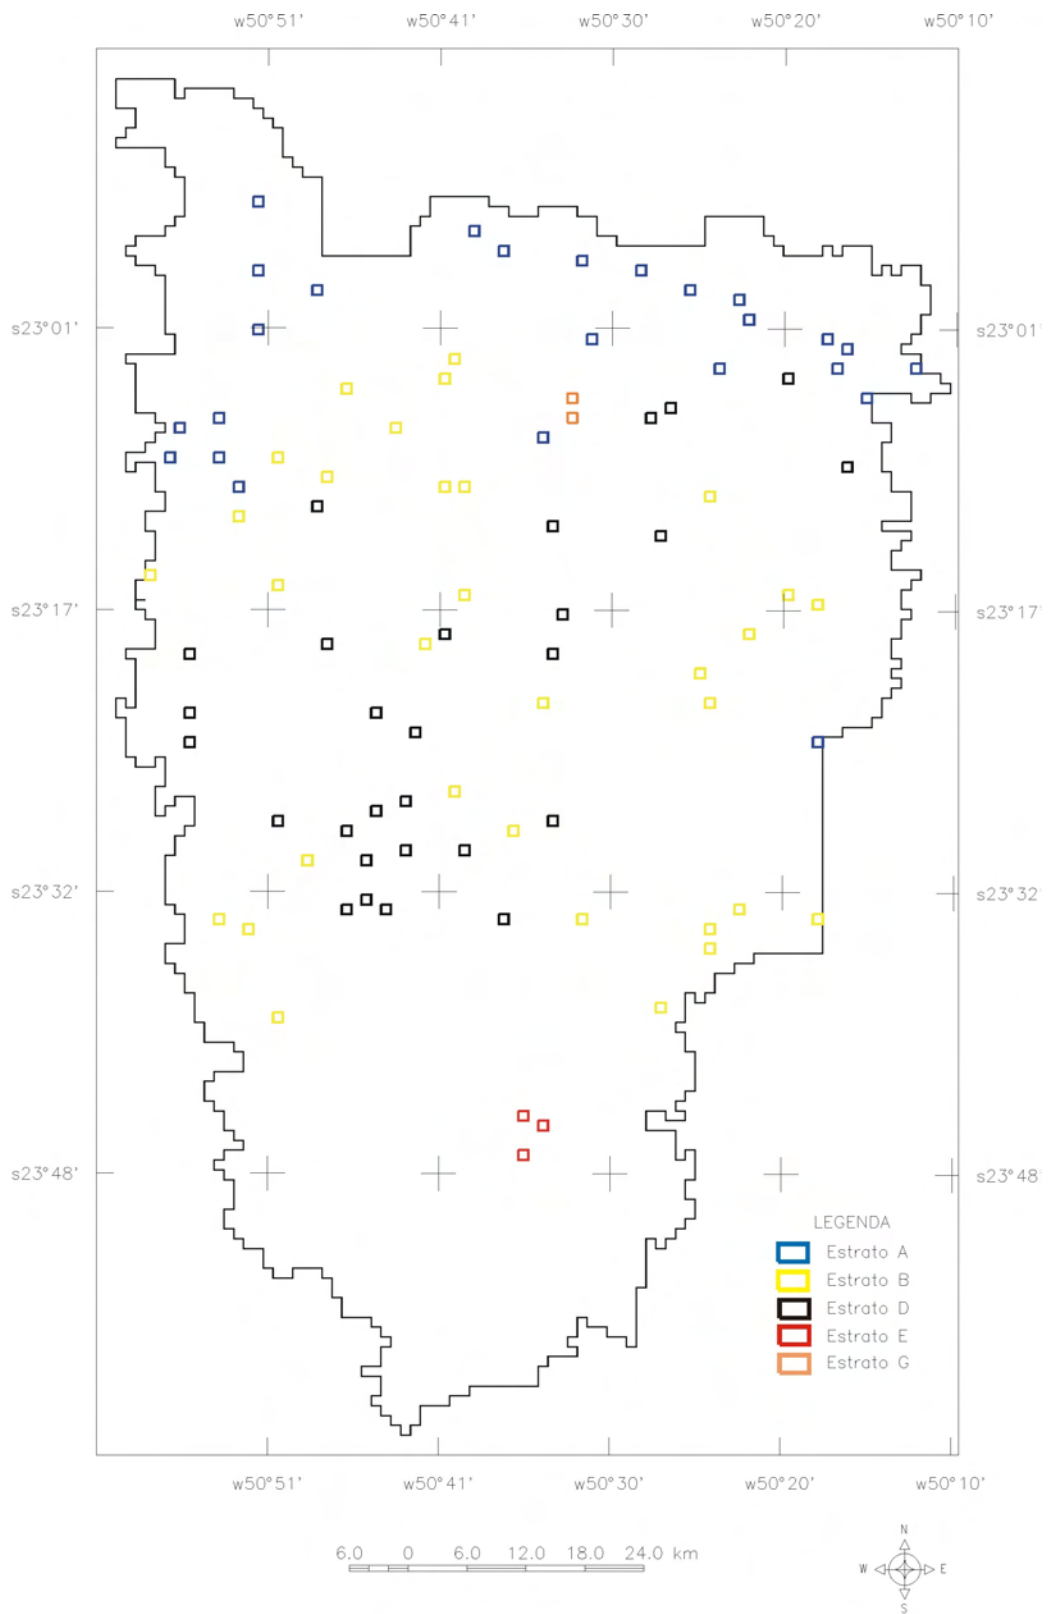 w50°51' w50°41' w50°30' w50°20' w50°10'
s23°01' s23°01'
s23°17' s23°17'
s23°32' s23°32'
s23°48' s23°48'
LEGENDA
Estrato A
Estrato B
Estrato D
Estrato E
Estrato G
w50°51' w50°41' w50°30' w50°20' w50°10'
6.0 0 6.0 12.0 18.0 24.0 km
N
W E
S